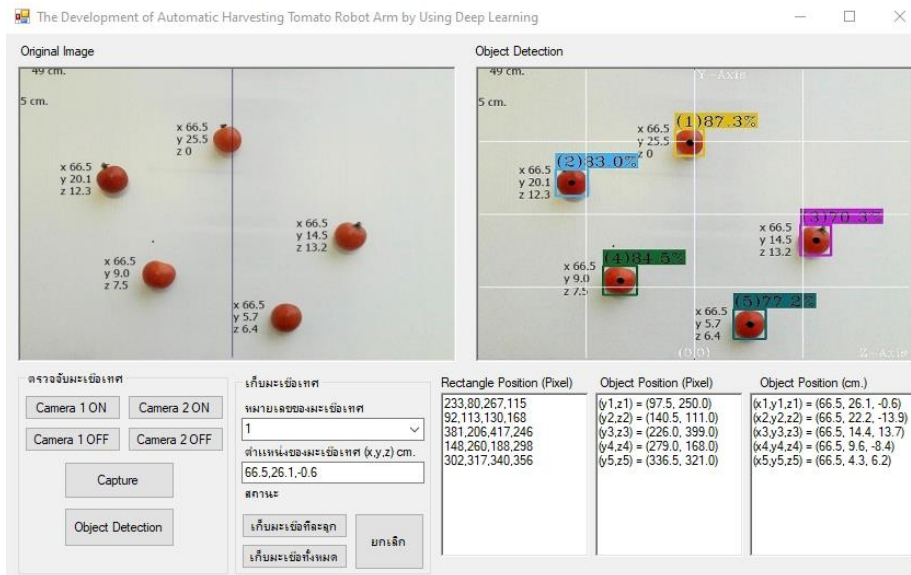 The Development of Automatic Harvesting Tomato Robot Arm by Using Deep Learning
Original Image
49 cm.
5 cm.
x 66.5
y 25.5
z 0
x 66.5
y 20.1
z 12.3
x 66.5
y 14.5
z 13.2
x 66.5
y 9.0
z 7.5
x 66.5
y 5.7
z 6.4
Object Detection
49 cm.
Y-Axis
5 cm.
(1)87.3%
x 66.5
y 25.5
z 0
(2)83.0%
x 66.5
y 20.1
z 12.3
(3)70.3%
x 66.5
y 14.5
z 13.2
(4)84.5%
x 66.5
y 9.0
z 7.5
(5)77.2%
x 66.5
y 5.7
z 6.4
(0,0)
Z-Axis
ตรวจจับมะเขือเทศ
Camera 1 ON
Camera 2 ON
Camera 1 OFF
Camera 2 OFF
Capture
Object Detection
เก็บมะเขือเทศ
หมายเลขของมะเขือเทศ
1
ตำแหน่งของมะเขือเทศ (x,y,z) cm.
66.5,26.1,-0.6
สถานะ
เก็บมะเขือทีละลูก
เก็บมะเขือทั้งหมด
ยกเลิก
Rectangle Position (Pixel)
233,80,267,115
92,113,130,168
381,206,417,246
148,260,188,298
302,317,340,356
Object Position (Pixel)
(y1,z1) = (97.5, 250.0)
(y2,z2) = (140.5, 111.0)
(y3,z3) = (226.0, 399.0)
(y4,z4) = (279.0, 168.0)
(y5,z5) = (336.5, 321.0)
Object Position (cm.)
(x1,y1,z1) = (66.5, 26.1, -0.6)
(x2,y2,z2) = (66.5, 22.2, -13.9)
(x3,y3,z3) = (66.5, 14.4, 13.7)
(x4,y4,z4) = (66.5, 9.6, -8.4)
(x5,y5,z5) = (66.5, 4.3, 6.2)